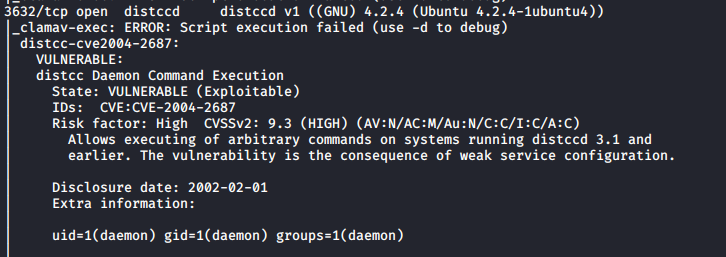 3632/tcp open  distccd     distccd v1 ((GNU) 4.2.4 (Ubuntu 4.2.4-1ubuntu4))
_clamav-exec: ERROR: Script execution failed (use -d to debug)
distcc-cve2004-2687:
VULNERABLE:
distcc Daemon Command Execution
State: VULNERABLE (Exploitable)
IDs:  CVE:CVE-2004-2687
Risk factor: High  CVSSv2: 9.3 (HIGH) (AV:N/AC:M/Au:N/C:C/I:C/A:C)
Allows executing of arbitrary commands on systems running distccd 3.1 and
earlier. The vulnerability is the consequence of weak service configuration.
Disclosure date: 2002-02-01
Extra information:
uid=1(daemon) gid=1(daemon) groups=1(daemon)